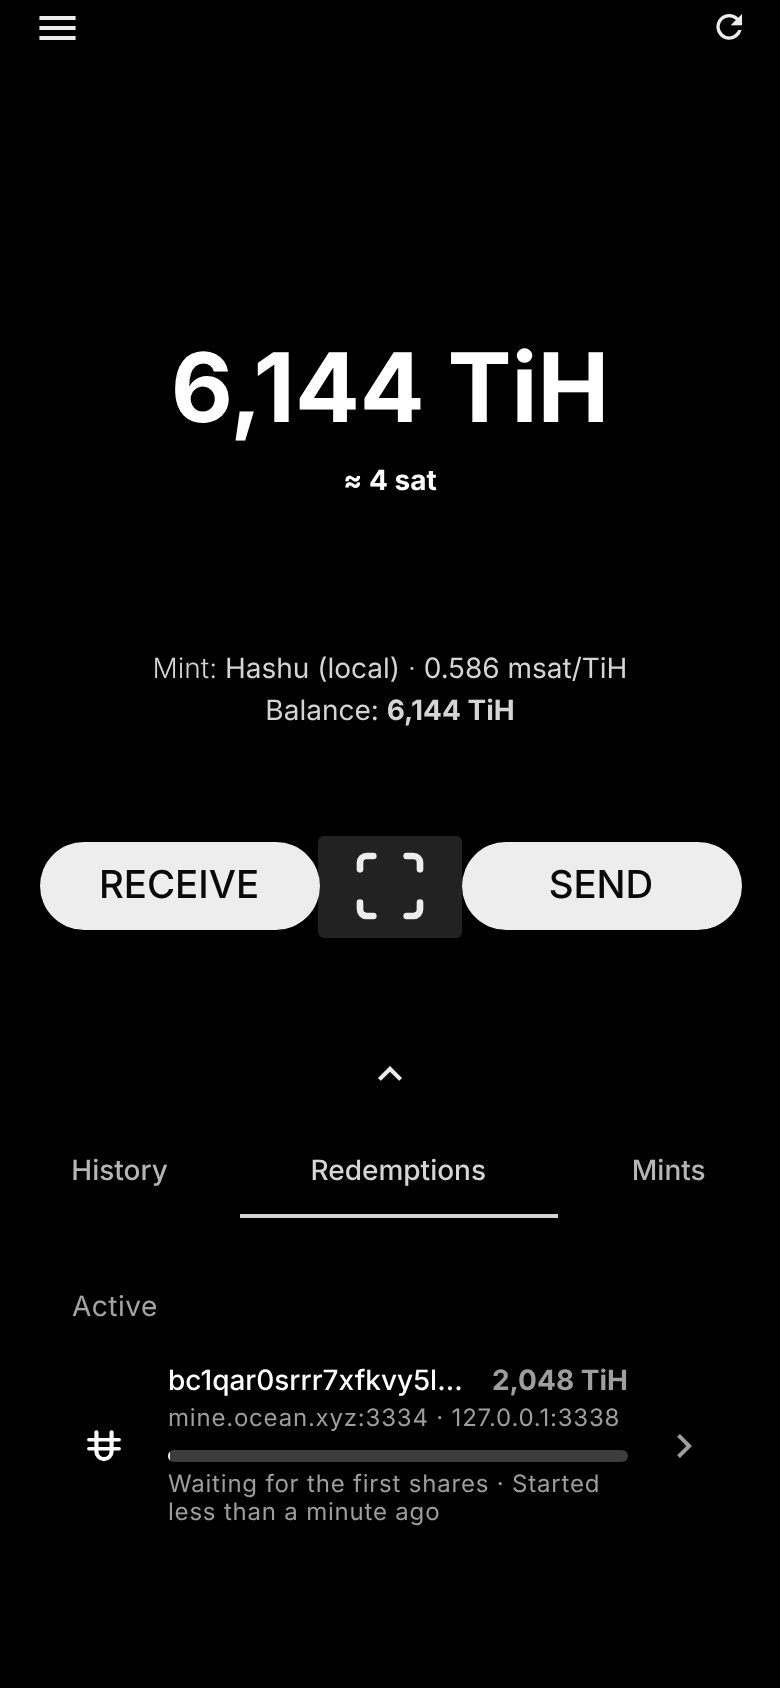 6,144 TiH
≈ 4 sat
Mint: Hashu (local) · 0.586 msat/TiH
Balance: 6,144 TiH
RECEIVE
SEND
History
Redemptions
Mints
Active
bc1qar0srrr7xfkvy5l... 2,048 TiH
mine.ocean.xyz:3334 · 127.0.0.1:3338
Waiting for the first shares · Started
less than a minute ago